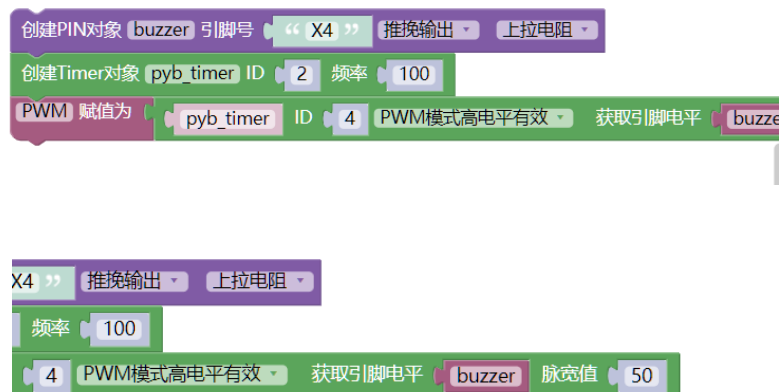 创建PIN对象 buzzer 引脚号 “ X4 ” 推挽输出 上拉电阻
创建Timer对象 pyb_timer ID 2 频率 100
PWM 赋值为 pyb_timer ID 4 PWM模式高电平有效 获取引脚电平 buzze
X4 ” 推挽输出 上拉电阻
频率 100
4 PWM模式高电平有效 获取引脚电平 buzzer 脉宽值 50